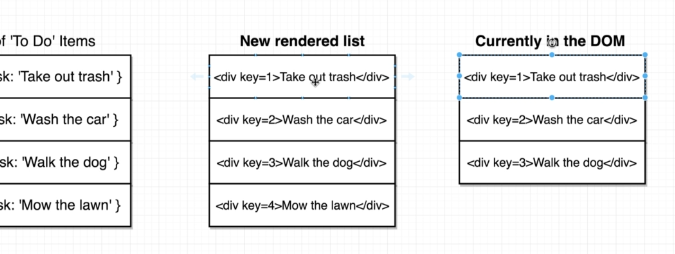 of 'To Do' Items
sk: 'Take out trash' }
sk: 'Wash the car' }
sk: 'Walk the dog' }
sk: 'Mow the lawn' }
New rendered list
<div key=1>Take out trash</div>
<div key=2>Wash the car</div>
<div key=3>Walk the dog</div>
<div key=4>Mow the lawn</div>
Currently in the DOM
<div key=1>Take out trash</div>
<div key=2>Wash the car</div>
<div key=3>Walk the dog</div>